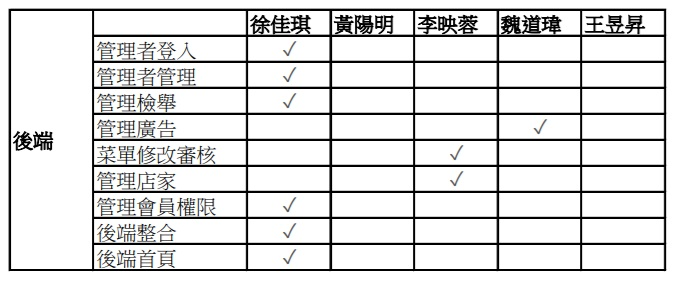 徐佳琪 黃陽明 李映蓉 魏道瑋 王昱昇
後端
管理者登入 ✓
管理者管理 ✓
管理檢舉 ✓
管理廣告 ✓
菜單修改審核 ✓
管理店家 ✓
管理會員權限 ✓
後端整合 ✓
後端首頁 ✓